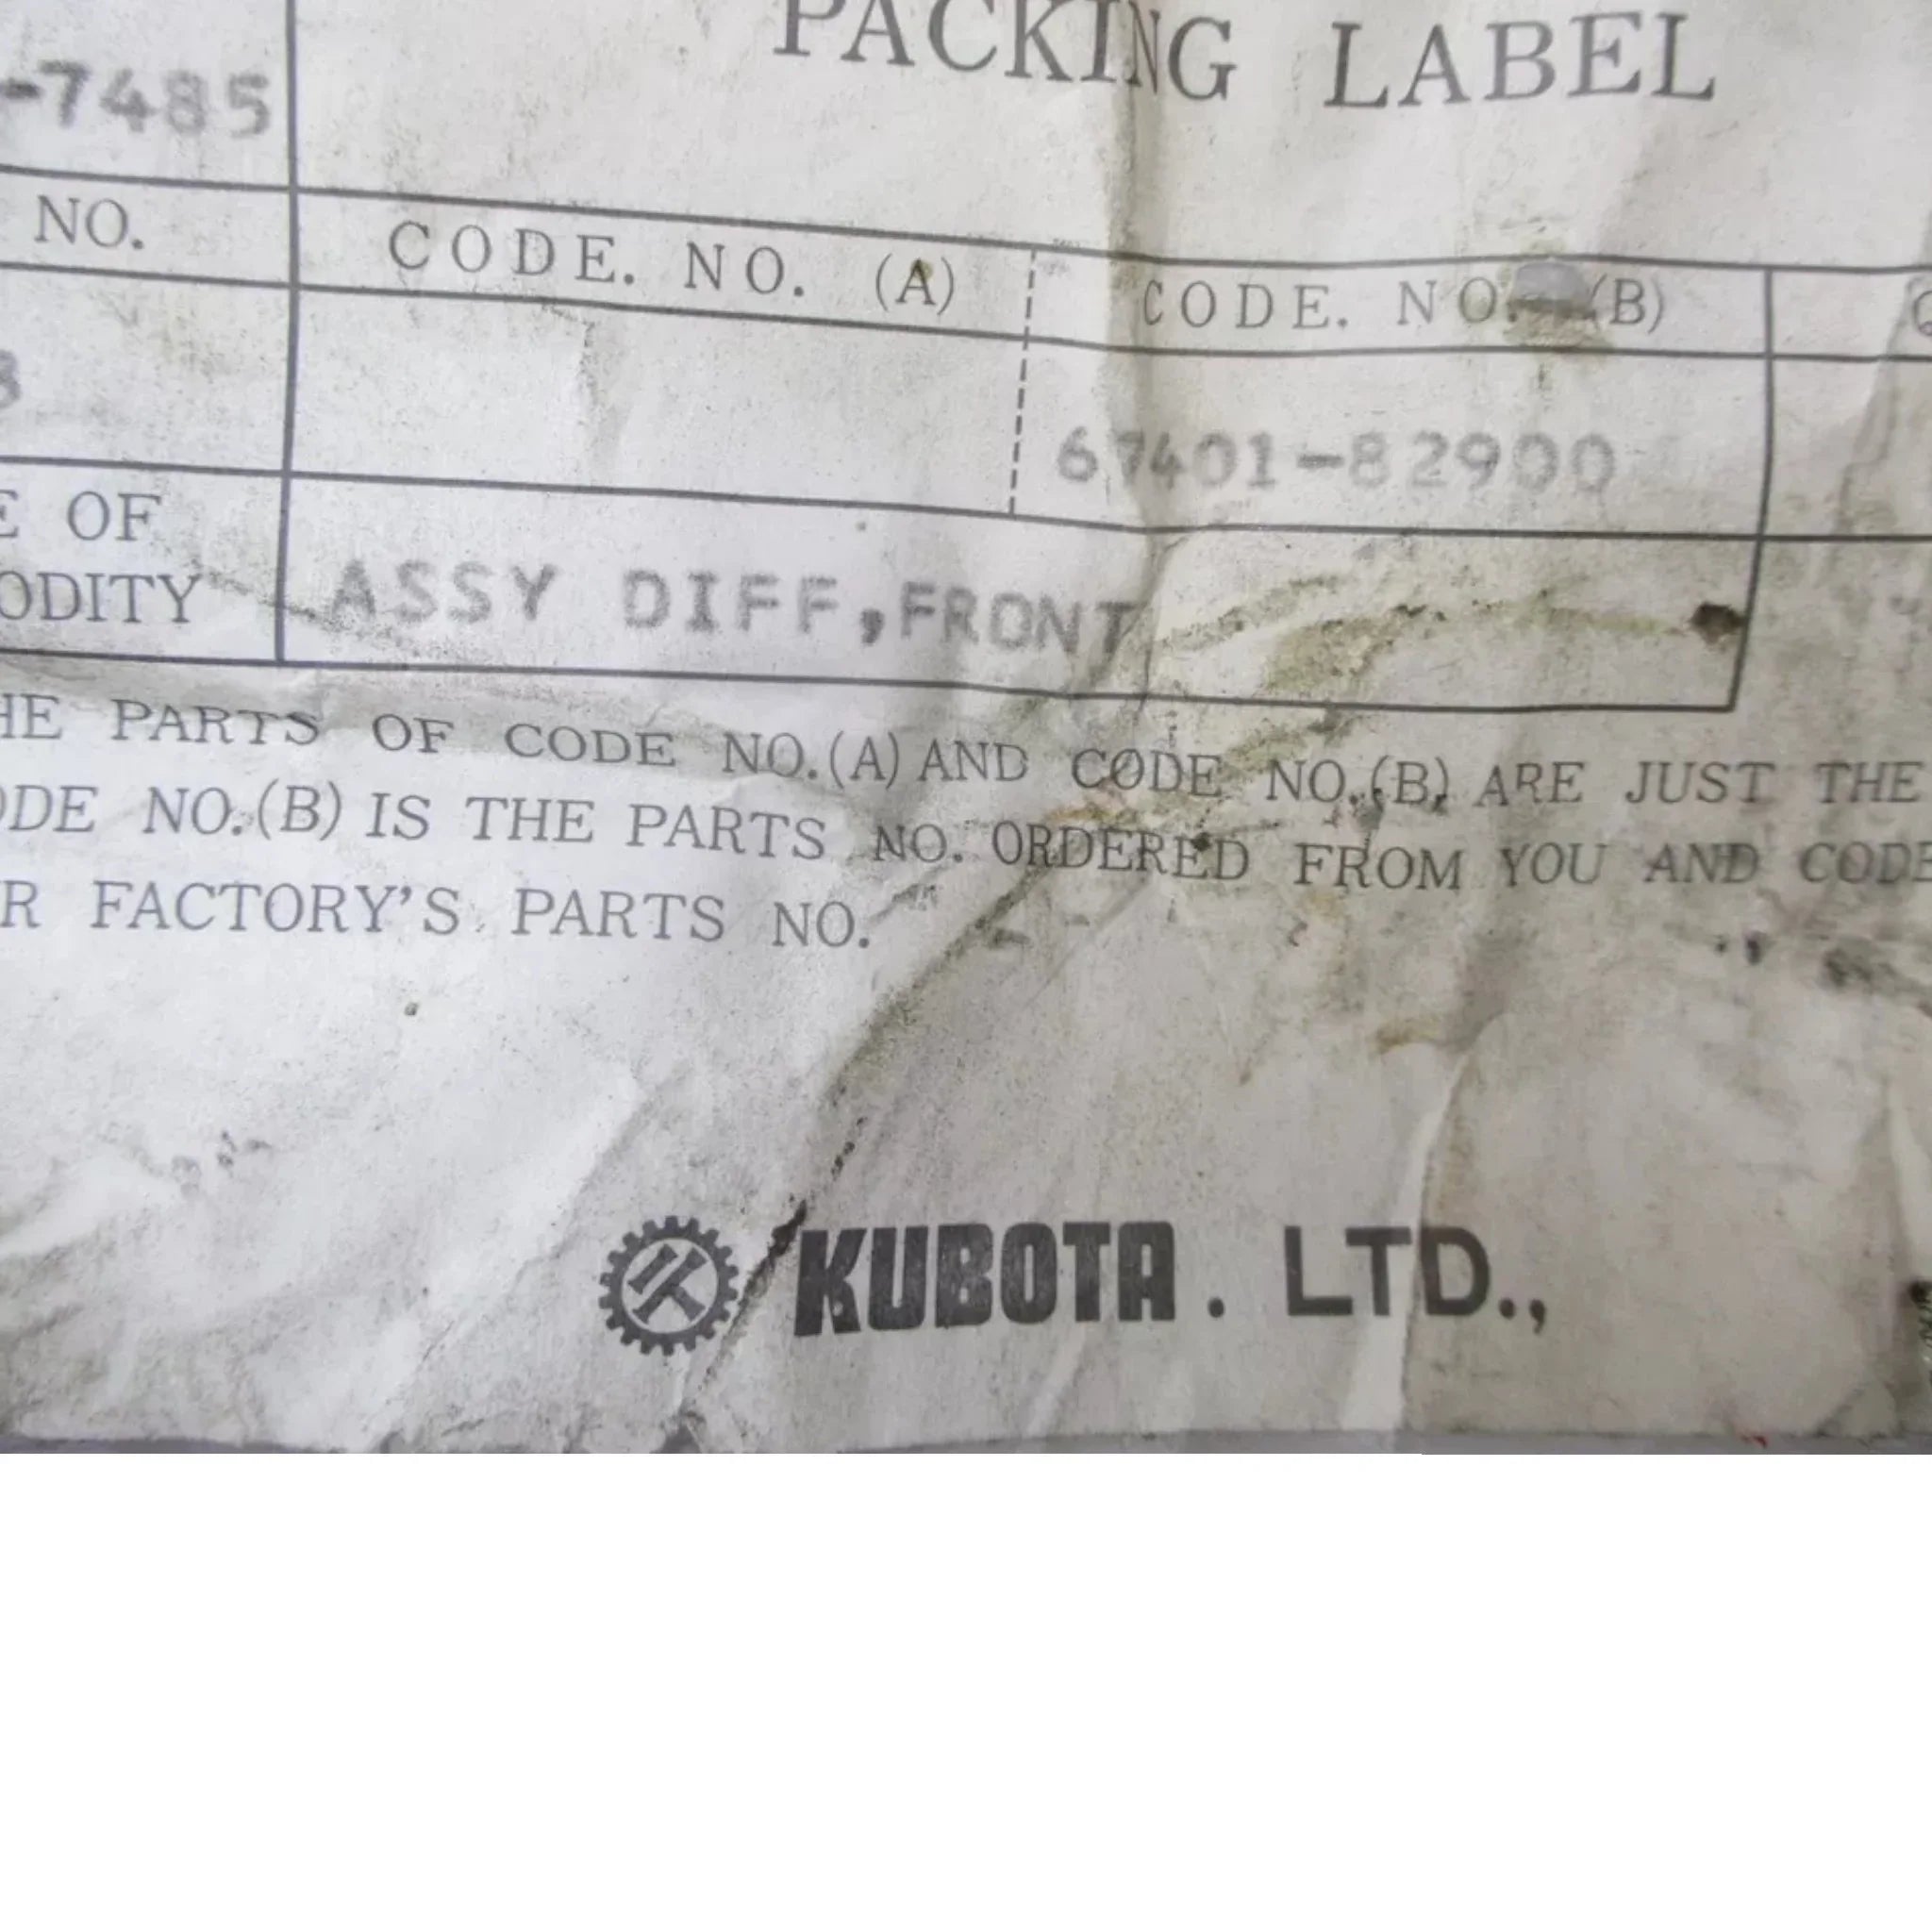 PACKING LABEL
-7485
NO. CODE. NO. (A) CODE. NO. (B)
67401-82900
E OF
ODITY
ASSY DIFF,FRONT
HE PARTS OF CODE NO.(A) AND CODE NO.(B) ARE JUST THE
ODE NO.(B) IS THE PARTS NO. ORDERED FROM YOU AND CODE
R FACTORY'S PARTS NO.
KUBOTA. LTD.,